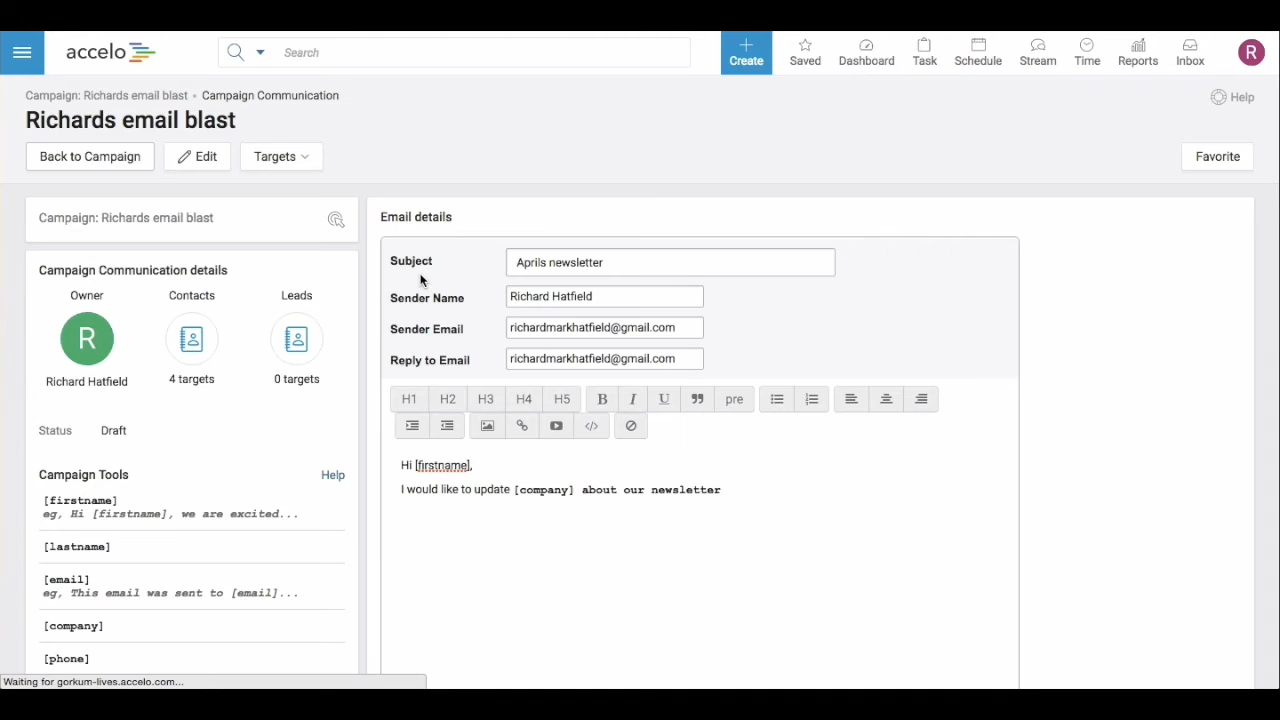 accelo
Search
Create
Saved
Dashboard
Task
Schedule
Stream
Time
Reports
Inbox
R
Campaign: Richards email blast • Campaign Communication
Help
Richards email blast
Back to Campaign
Edit
Targets
Favorite
Campaign: Richards email blast
Campaign Communication details
Owner
Contacts
Leads
R
Richard Hatfield
4 targets
0 targets
Status Draft
Campaign Tools
Help
[firstname]
eg, Hi [firstname], we are excited...
[lastname]
[email]
eg, This email was sent to [email]...
[company]
[phone]
Email details
Subject Aprils newsletter
Sender Name Richard Hatfield
Sender Email richardmarkhatfield@gmail.com
Reply to Email richardmarkhatfield@gmail.com
H1 H2 H3 H4 H5 B I U pre
Hi [firstname],
I would like to update [company] about our newsletter
Waiting for gorkum-lives.accelo.com...